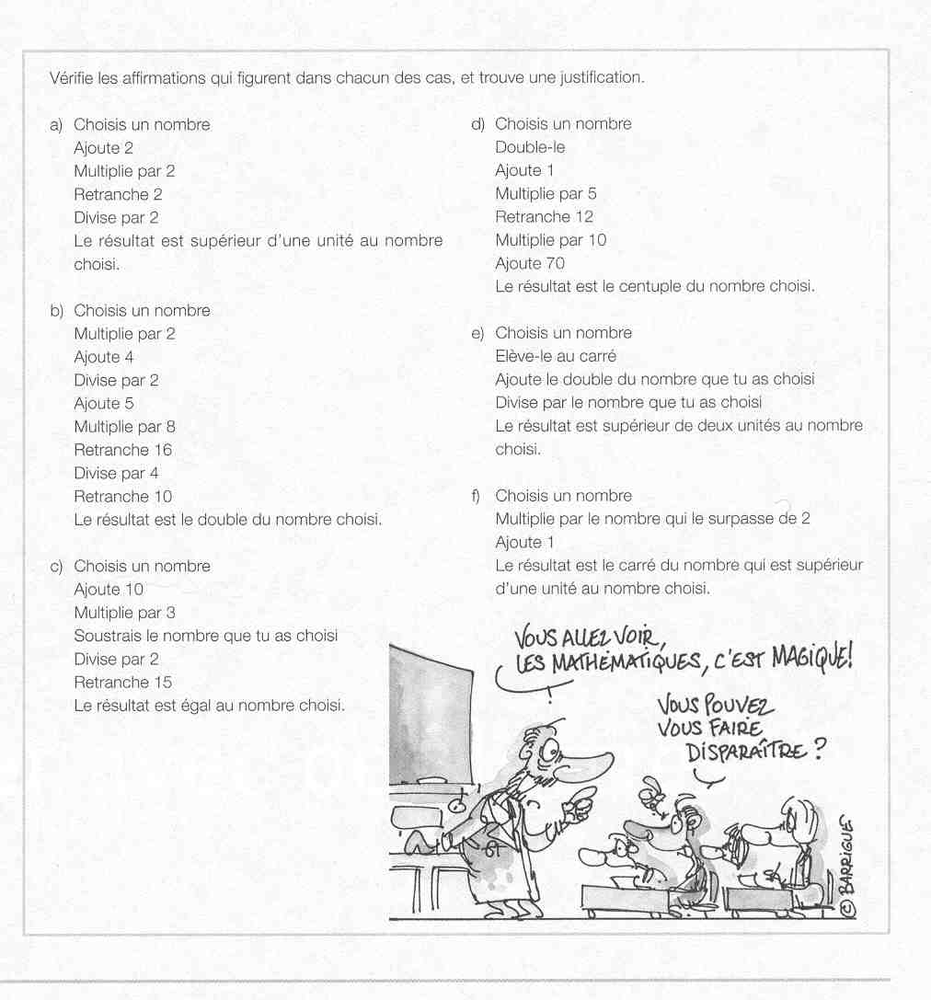 Vérifie les affirmations qui figurent dans chacun des cas, et trouve une justification.
a) Choisis un nombre
Ajoute 2
Multiplie par 2
Retranche 2
Divise par 2
Le résultat est supérieur d'une unité au nombre
choisi.
b) Choisis un nombre
Multiplie par 2
Ajoute 4
Divise par 2
Ajoute 5
Multiplie par 8
Retranche 16
Divise par 4
Retranche 10
Le résultat est le double du nombre choisi.
c) Choisis un nombre
Ajoute 10
Multiplie par 3
Soustrais le nombre que tu as choisi
Divise par 2
Retranche 15
Le résultat est égal au nombre choisi.
d) Choisis un nombre
Double-le
Ajoute 1
Multiplie par 5
Retranche 12
Multiplie par 10
Ajoute 70
Le résultat est le centuple du nombre choisi.
e) Choisis un nombre
Elève-le au carré
Ajoute le double du nombre que tu as choisi
Divise par le nombre que tu as choisi
Le résultat est supérieur de deux unités au nombre
choisi.
f) Choisis un nombre
Multiplie par le nombre qui le surpasse de 2
Ajoute 1
Le résultat est le carré du nombre qui est supérieur
d'une unité au nombre choisi.
VOUS ALLEZ VOIR,
LES MATHÉMATIQUES, C'EST MAGIQUE!
VOUS POUVEZ
VOUS FAIRE
DISPARAÎTRE ?
© BARRIGUE